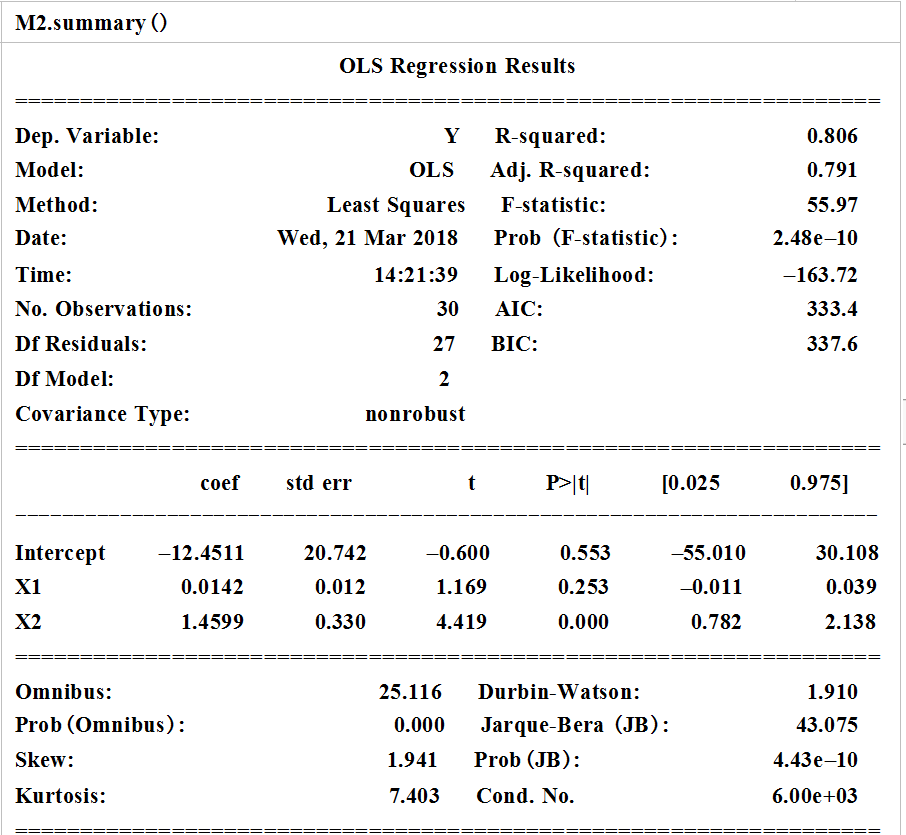 M2.summary()
OLS Regression Results
==================================================================
Dep. Variable: Y R-squared: 0.806
Model: OLS Adj. R-squared: 0.791
Method: Least Squares F-statistic: 55.97
Date: Wed, 21 Mar 2018 Prob (F-statistic): 2.48e–10
Time: 14:21:39 Log-Likelihood: –163.72
No. Observations: 30 AIC: 333.4
Df Residuals: 27 BIC: 337.6
Df Model: 2
Covariance Type: nonrobust
==================================================================
coef std err t P>|t| [0.025 0.975]
------------------------------------------------------------------
Intercept –12.4511 20.742 –0.600 0.553 –55.010 30.108
X1 0.0142 0.012 1.169 0.253 –0.011 0.039
X2 1.4599 0.330 4.419 0.000 0.782 2.138
==================================================================
Omnibus: 25.116 Durbin-Watson: 1.910
Prob(Omnibus): 0.000 Jarque-Bera (JB): 43.075
Skew: 1.941 Prob(JB): 4.43e–10
Kurtosis: 7.403 Cond. No. 6.00e+03
==================================================================